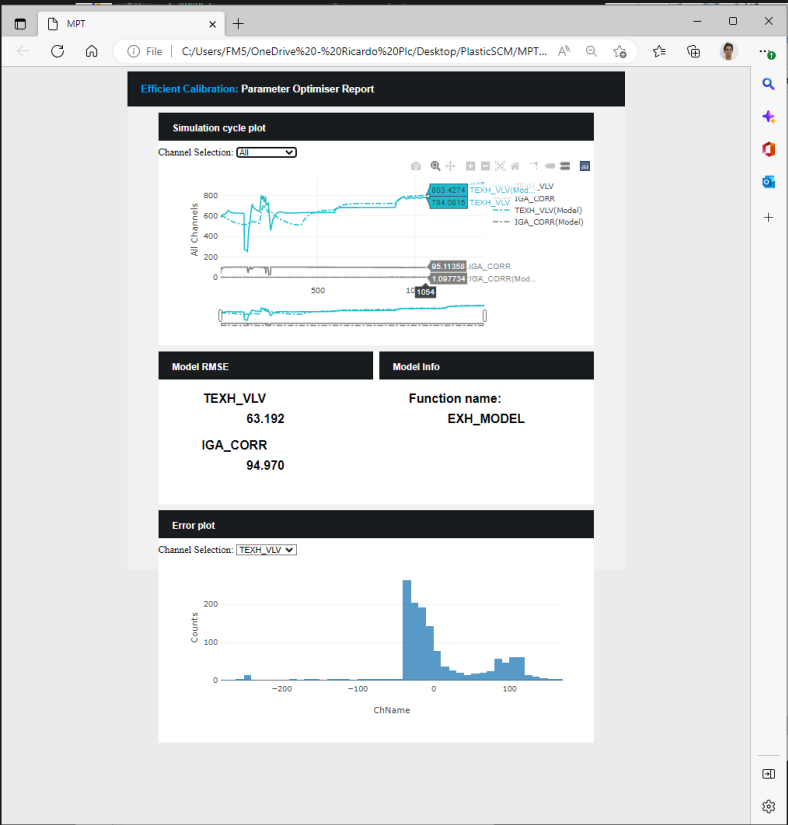 MPT
File
C:/Users/FM5/OneDrive%20-%20Ricardo%20Plc/Desktop/PlasticSCM/MPT...
Efficient Calibration: Parameter Optimiser Report
Simulation cycle plot
Channel Selection: All
All Channels
800
600
400
200
0
500
803.4274 TEXH_VLV(Mod...
784.0815 TEXH_VLV
95.11358 IGA_CORR
1.097734 IGA_CORR(Mod...
1054
IGA_CORR
TEXH_VLV(Model)
IGA_CORR(Model)
Model RMSE
TEXH_VLV
63.192
IGA_CORR
94.970
Model Info
Function name:
EXH_MODEL
Error plot
Channel Selection: TEXH_VLV
Counts
200
100
0
−200
−100
0
100
ChName